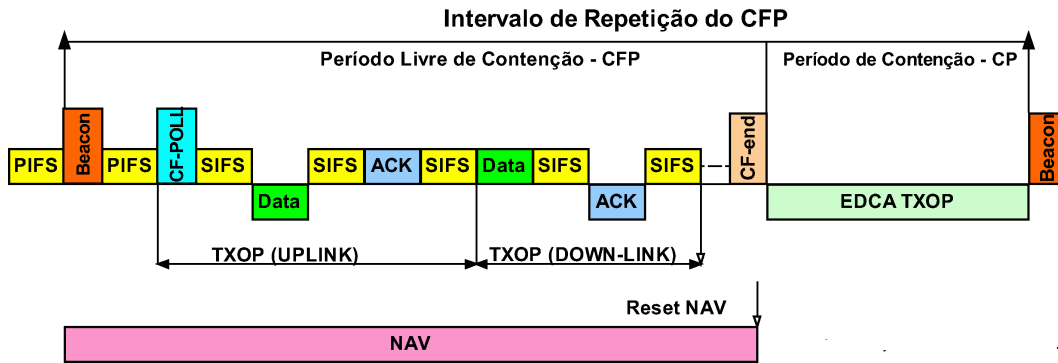 Intervalo de Repetição do CFP
Período Livre de Contenção - CFP
Período de Contenção - CP
PIFS
Beacon
PIFS
CF-POLL
SIFS
Data
SIFS
ACK
SIFS
Data
SIFS
ACK
SIFS
CF-end
EDCA TXOP
Beacon
TXOP (UPLINK)
TXOP (DOWN-LINK)
Reset NAV
NAV